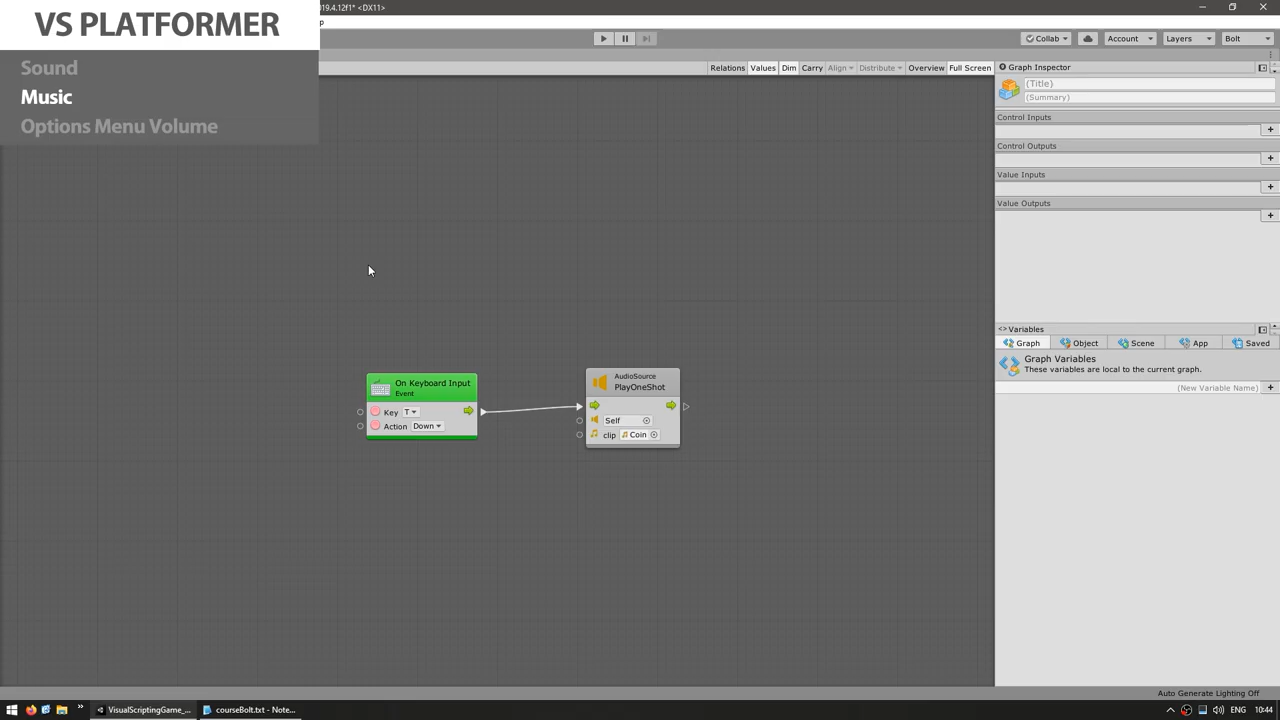 VS PLATFORMER
Sound
Music
Options Menu Volume
019.4.12f1* <DX11>
p
Collab
Account
Layers
Bolt
Relations
Values
Dim
Carry
Align
Distribute
Overview
Full Screen
Graph Inspector
(Title)
(Summary)
Control Inputs
Control Outputs
Value Inputs
Value Outputs
<> Variables
Graph
Object
Scene
App
Saved
Graph Variables
These variables are local to the current graph.
(New Variable Name)
On Keyboard Input
Event
Key T
Action Down
AudioSource
PlayOneShot
Self
clip Coin
Auto Generate Lighting Off
VisualScriptingGame_...
courseBolt.txt - Note...
ENG
10:44